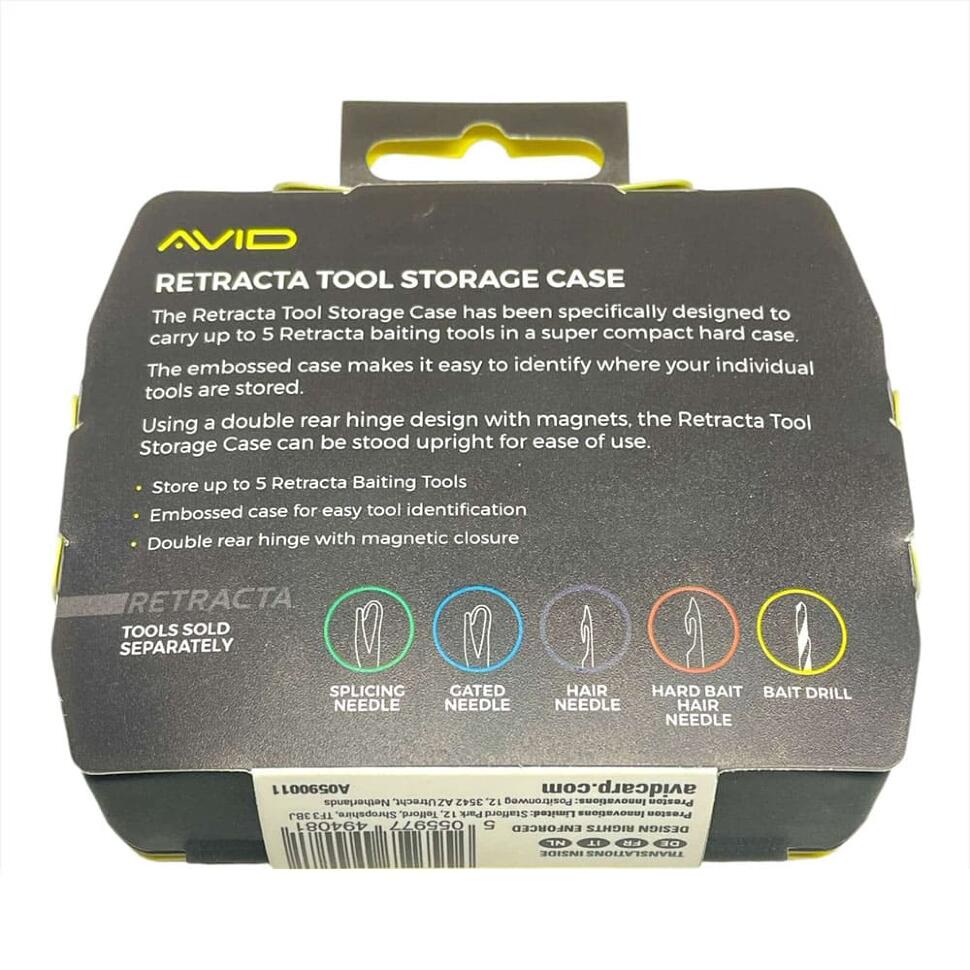 AVID
RETRACTA TOOL STORAGE CASE
The Retracta Tool Storage Case has been specifically designed to
carry up to 5 Retracta baiting tools in a super compact hard case.
The embossed case makes it easy to identify where your individual
tools are stored.
Using a double rear hinge design with magnets, the Retracta Tool
Storage Case can be stood upright for ease of use.
• Store up to 5 Retracta Baiting Tools
• Embossed case for easy tool identification
• Double rear hinge with magnetic closure
RETRACTA
TOOLS SOLD
SEPARATELY
SPLICING
NEEDLE
GATED
NEEDLE
HAIR
NEEDLE
HARD BAIT
HAIR
NEEDLE
BAIT DRILL
TRANSLATIONS INSIDE
DE FR IT NL
DESIGN RIGHTS ENFORCED
Preston Innovations Limited. Stafford Park 12, Telford, Shropshire, TF3 3BJ
Preston Innovations: Positronweg 12, 3542 AZ Utrecht, Netherlands
avidcarp.com
A0590011
5 055977 494081